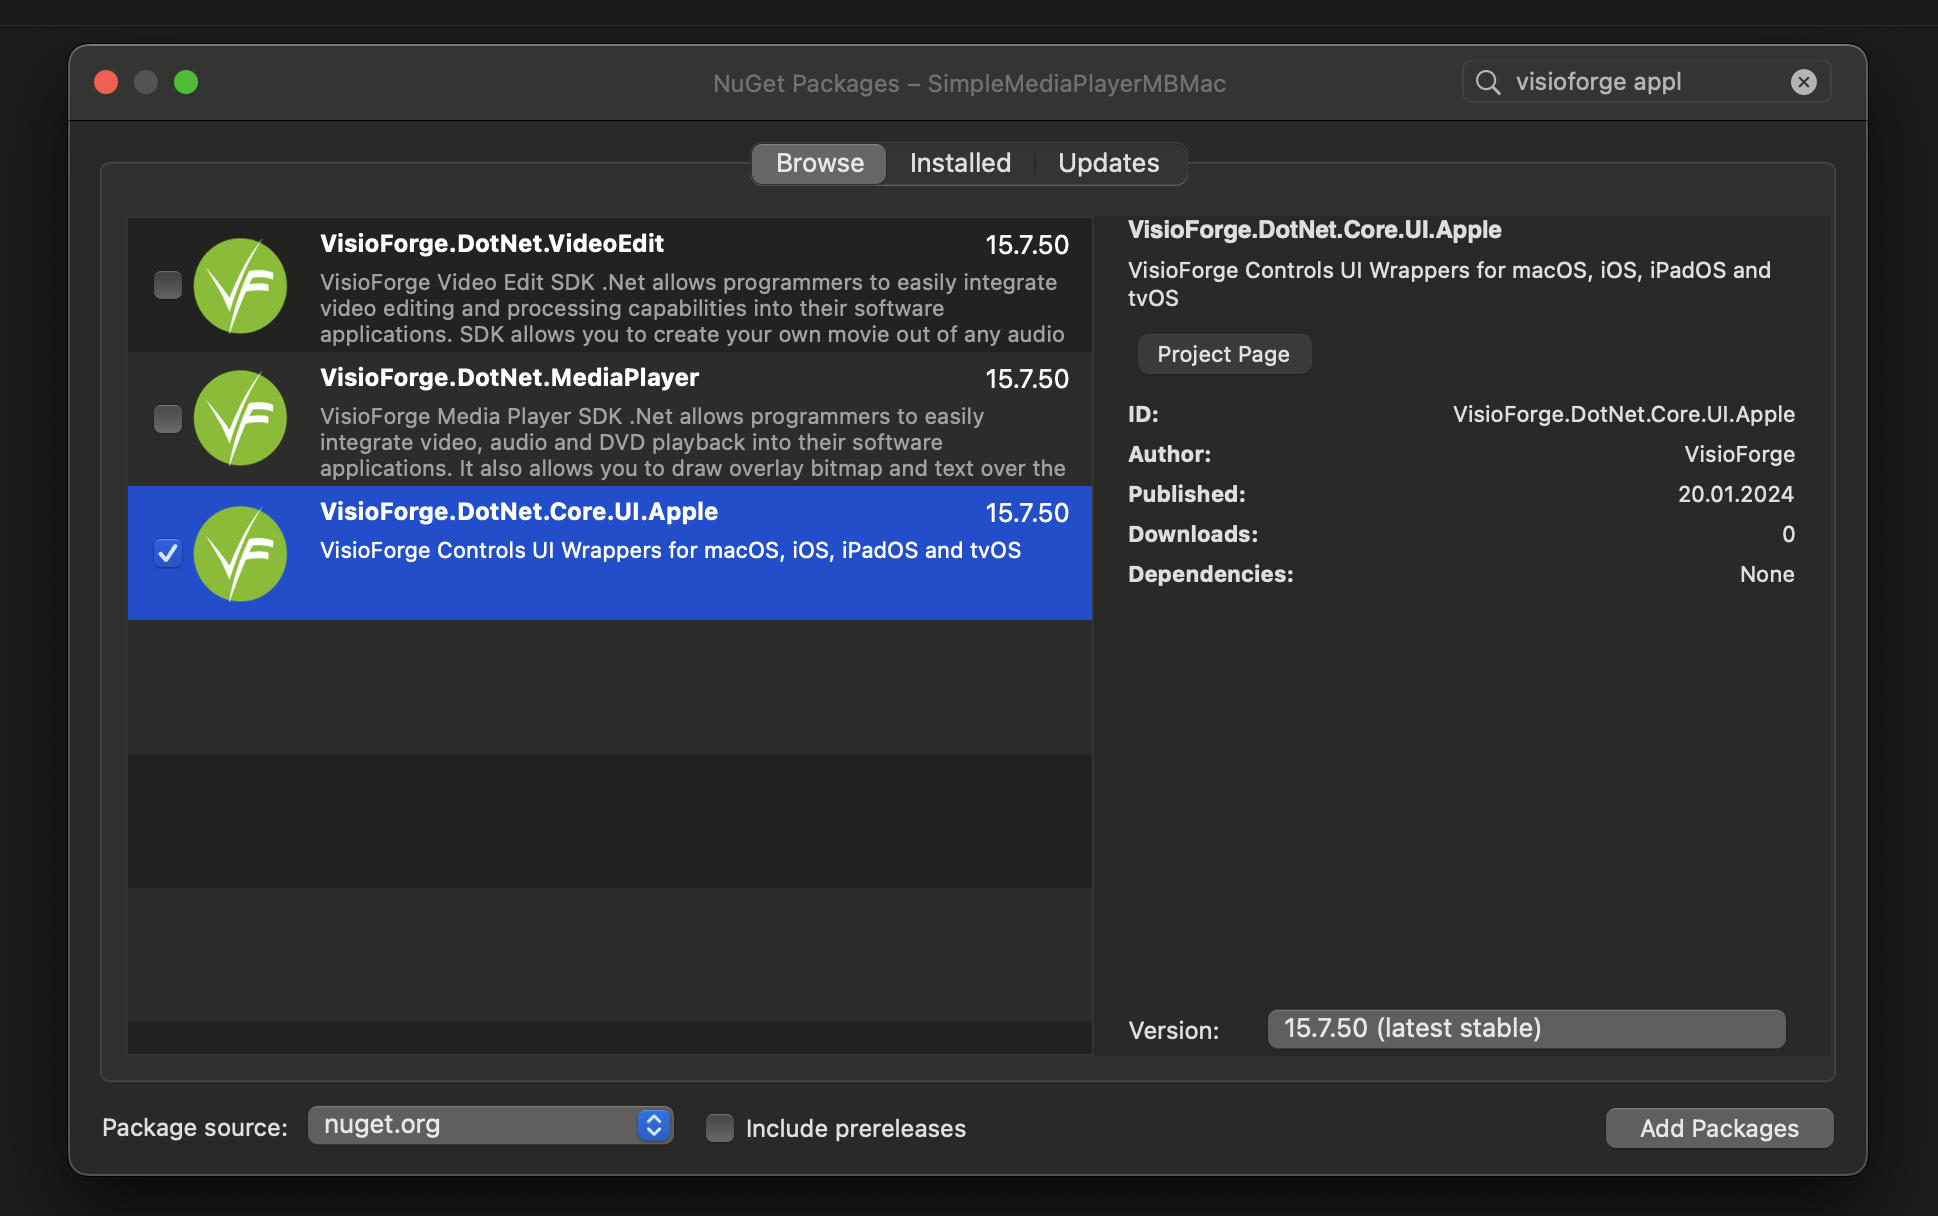 NuGet Packages – SimpleMediaPlayerMBMac
visioforge appl
Browse
Installed
Updates
VisioForge.DotNet.VideoEdit
15.7.50
VisioForge Video Edit SDK .Net allows programmers to easily integrate
video editing and processing capabilities into their software
applications. SDK allows you to create your own movie out of any audio
VisioForge.DotNet.MediaPlayer
15.7.50
VisioForge Media Player SDK .Net allows programmers to easily
integrate video, audio and DVD playback into their software
applications. It also allows you to draw overlay bitmap and text over the
VisioForge.DotNet.Core.UI.Apple
15.7.50
VisioForge Controls UI Wrappers for macOS, iOS, iPadOS and tvOS
VisioForge.DotNet.Core.UI.Apple
VisioForge Controls UI Wrappers for macOS, iOS, iPadOS and
tvOS
Project Page
ID: VisioForge.DotNet.Core.UI.Apple
Author: VisioForge
Published: 20.01.2024
Downloads: 0
Dependencies: None
Version: 15.7.50 (latest stable)
Package source: nuget.org
Include prereleases
Add Packages